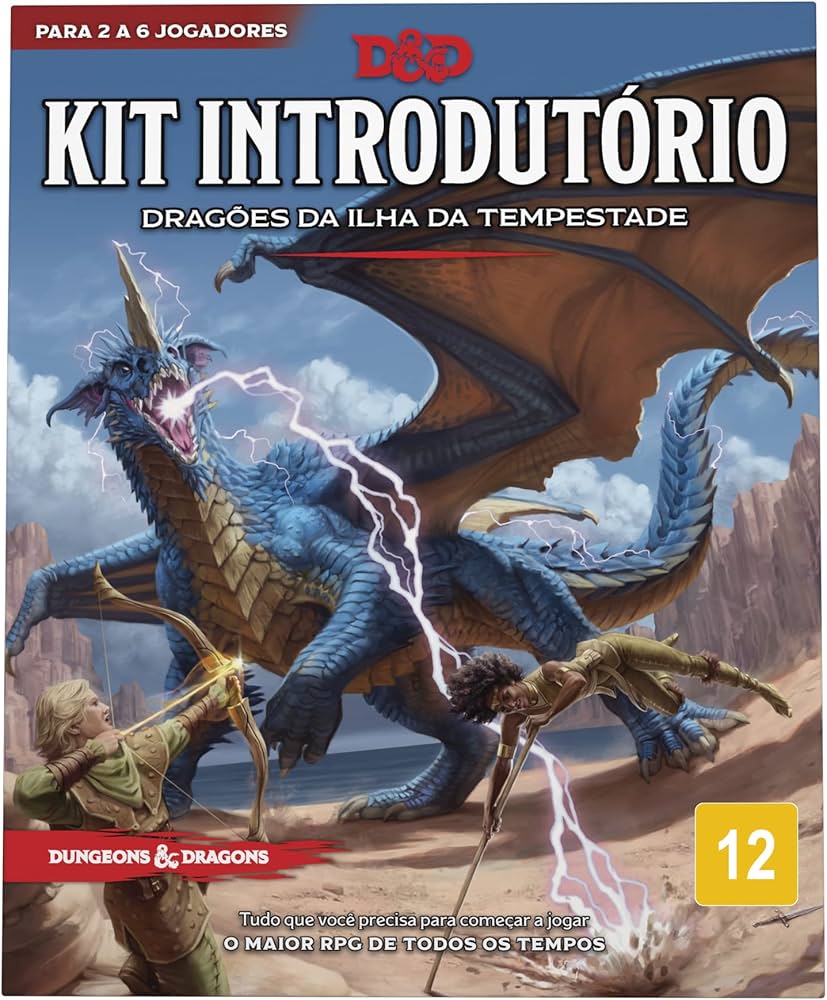 PARA 2 A 6 JOGADORES
D&D
KIT INTRODUTÓRIO
DRAGÕES DA ILHA DA TEMPESTADE
12
DUNGEONS & DRAGONS
Tudo que você precisa para começar a jogar
O MAIOR RPG DE TODOS OS TEMPOS